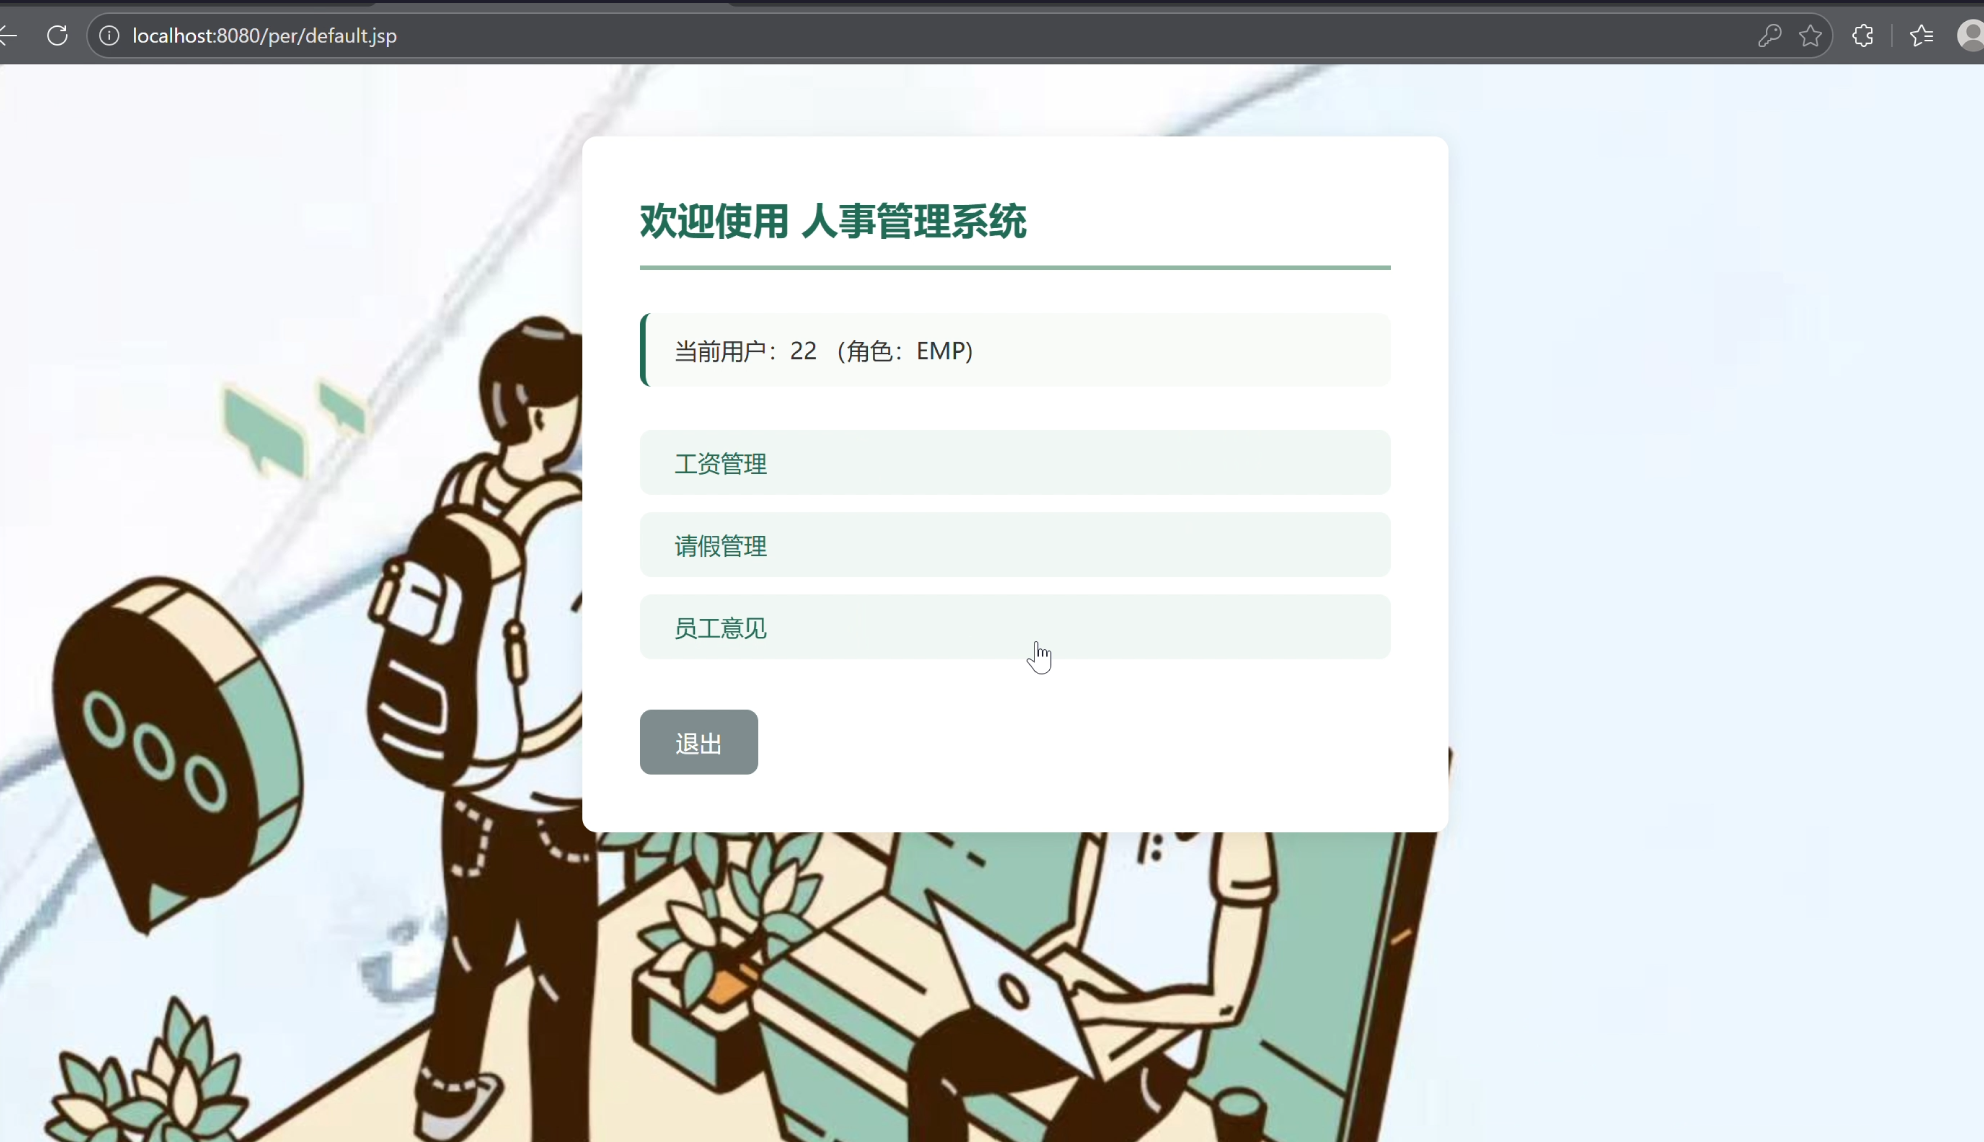 localhost:8080/per/default.jsp
欢迎使用 人事管理系统
当前用户：22 （角色：EMP)
工资管理
请假管理
员工意见
退出